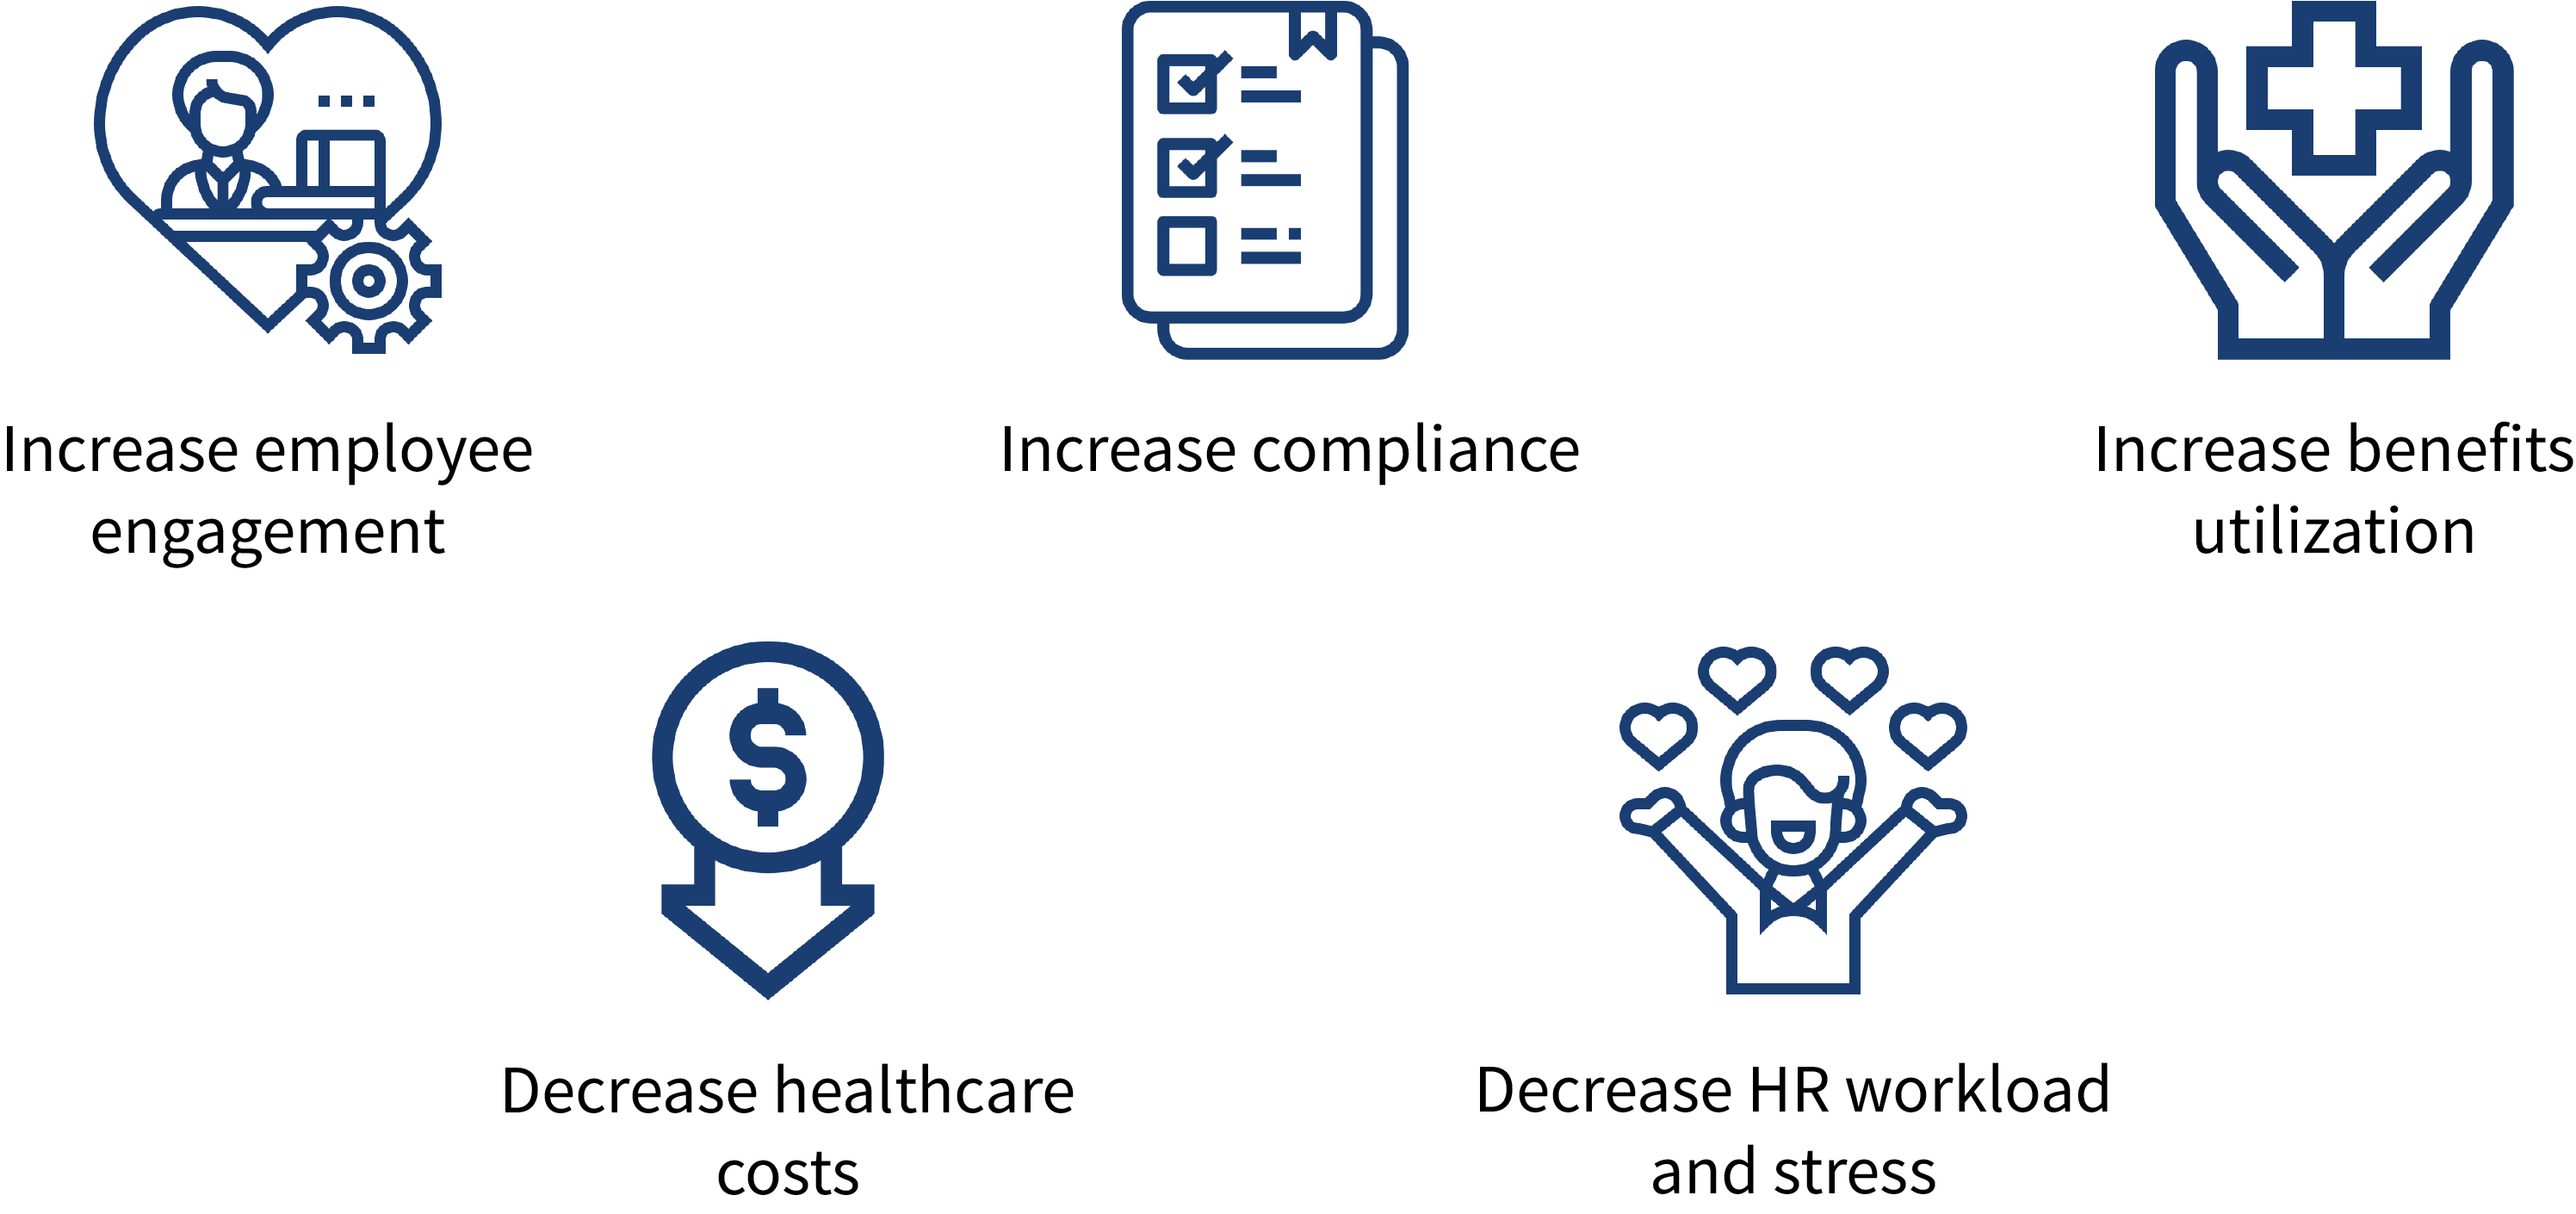 Increase employee
engagement
Increase compliance
Increase benefits
utilization
$
Decrease healthcare
costs
Decrease HR workload
and stress